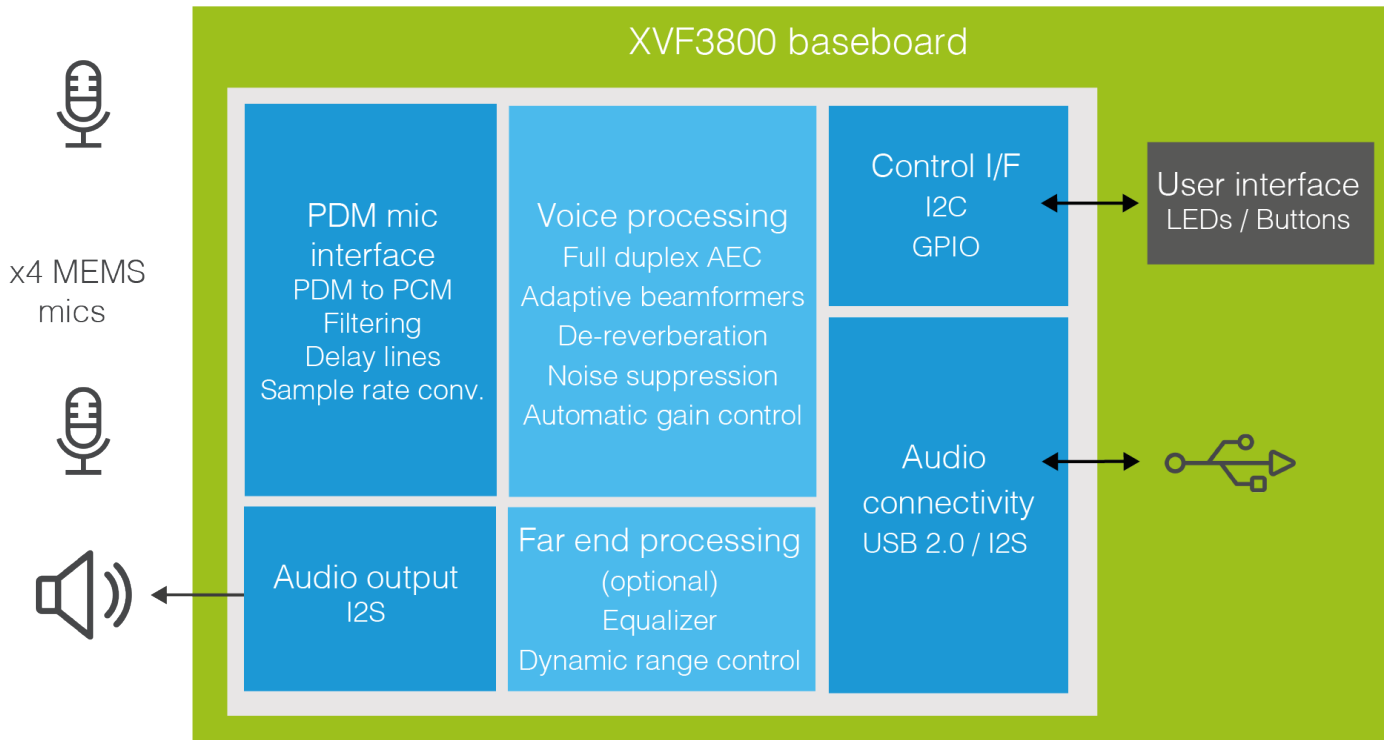 XVF3800 baseboard
x4 MEMS
mics
PDM mic
interface
PDM to PCM
Filtering
Delay lines
Sample rate conv.
Voice processing
Full duplex AEC
Adaptive beamformers
De-reverberation
Noise suppression
Automatic gain control
Control I/F
I2C
GPIO
User interface
LEDs / Buttons
Audio output
I2S
Far end processing
(optional)
Equalizer
Dynamic range control
Audio
connectivity
USB 2.0 / I2S